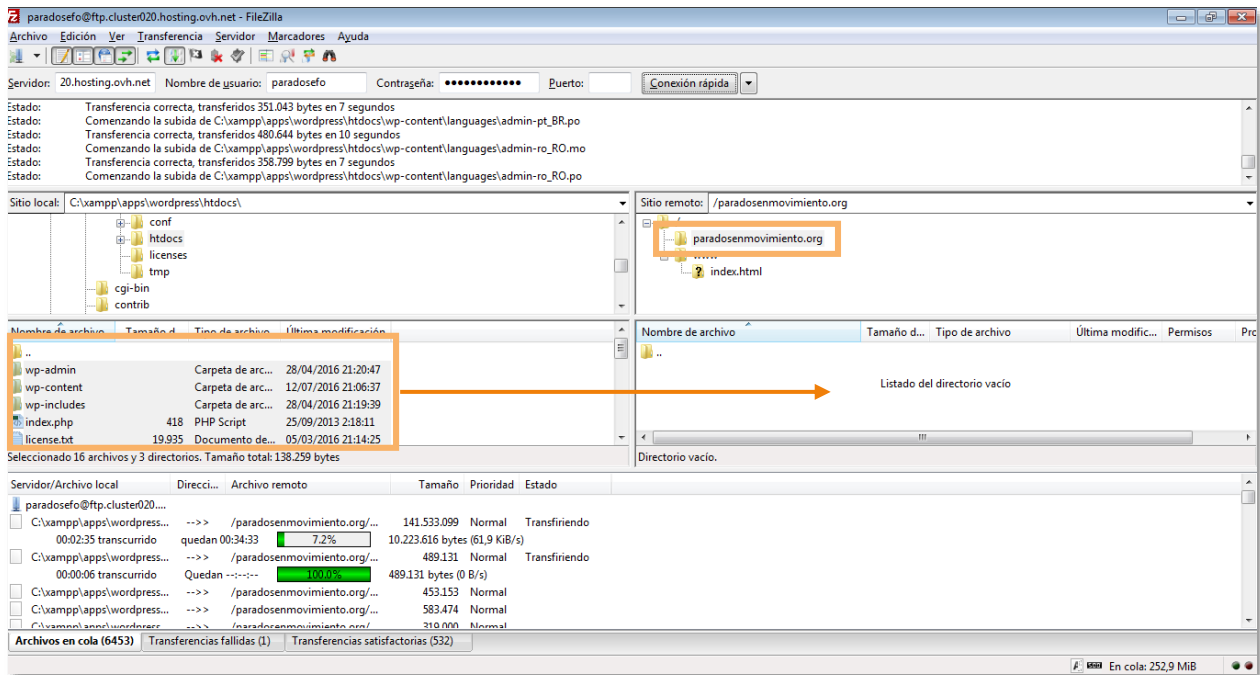 paradosefo@ftp.cluster020.hosting.ovh.net - FileZilla
Archivo Edición Ver Transferencia Servidor Marcadores Ayuda
Servidor: 20.hosting.ovh.net Nombre de usuario: paradosefo Contraseña: ●●●●●●●●●●●● Puerto: Conexión rápida
Estado: Transferencia correcta, transferidos 351.043 bytes en 7 segundos
Estado: Comenzando la subida de C:\xampp\apps\wordpress\htdocs\wp-content\languages\admin-pt_BR.po
Estado: Transferencia correcta, transferidos 480.644 bytes en 10 segundos
Estado: Comenzando la subida de C:\xampp\apps\wordpress\htdocs\wp-content\languages\admin-ro_RO.mo
Estado: Transferencia correcta, transferidos 358.799 bytes en 7 segundos
Estado: Comenzando la subida de C:\xampp\apps\wordpress\htdocs\wp-content\languages\admin-ro_RO.po
Sitio local: C:\xampp\apps\wordpress\htdocs\
conf
htdocs
licenses
tmp
cgi-bin
contrib
Sitio remoto: /paradosenmovimiento.org
/
paradosenmovimiento.org
www
index.html
Nombre de archivo Tamaño d... Tipo de archivo Última modificación
..
wp-admin Carpeta de arc... 28/04/2016 21:20:47
wp-content Carpeta de arc... 12/07/2016 21:06:37
wp-includes Carpeta de arc... 28/04/2016 21:19:39
index.php 418 PHP Script 25/09/2013 2:18:11
license.txt 19.935 Documento de... 05/03/2016 21:14:25
Seleccionado 16 archivos y 3 directorios. Tamaño total: 138.259 bytes
Nombre de archivo Tamaño d... Tipo de archivo Última modific... Permisos Prc
..
Listado del directorio vacío
Directorio vacío.
Servidor/Archivo local Direcci... Archivo remoto Tamaño Prioridad Estado
paradosefo@ftp.cluster020....
C:\xampp\apps\wordpress... -->> /paradosenmovimiento.org/... 141.533.099 Normal Transfiriendo
00:02:35 transcurrido quedan 00:34:33 7.2% 10.223.616 bytes (61,9 KiB/s)
C:\xampp\apps\wordpress... -->> /paradosenmovimiento.org/... 489.131 Normal Transfiriendo
00:00:06 transcurrido Quedan --:--:-- 100.0% 489.131 bytes (0 B/s)
C:\xampp\apps\wordpress... -->> /paradosenmovimiento.org/... 453.153 Normal
C:\xampp\apps\wordpress... -->> /paradosenmovimiento.org/... 583.474 Normal
C:\xampp\apps\wordpress... -->> /paradosenmovimiento.org/... 319.000 Normal
Archivos en cola (6453) Transferencias fallidas (1) Transferencias satisfactorias (532)
En cola: 252,9 MiB